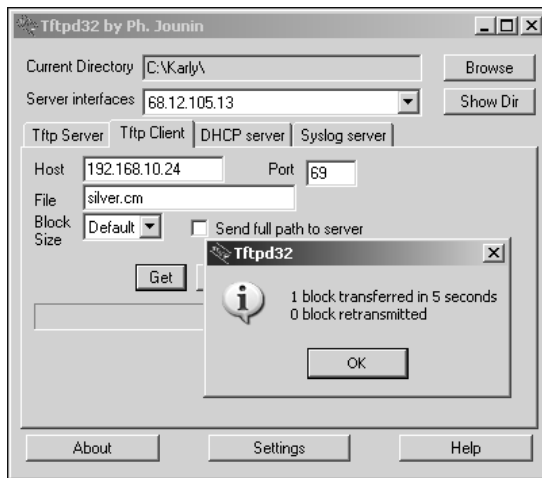 Tftpd32 by Ph. Jounin
Current Directory C:\Karly\ Browse
Server interfaces 68.12.105.13 Show Dir
Tftp Server Tftp Client DHCP server Syslog server
Host 192.168.10.24 Port 69
File silver.cm
Block Size Default Send full path to server
Get
Tftpd32
1 block transferred in 5 seconds
0 block retransmitted
OK
About Settings Help